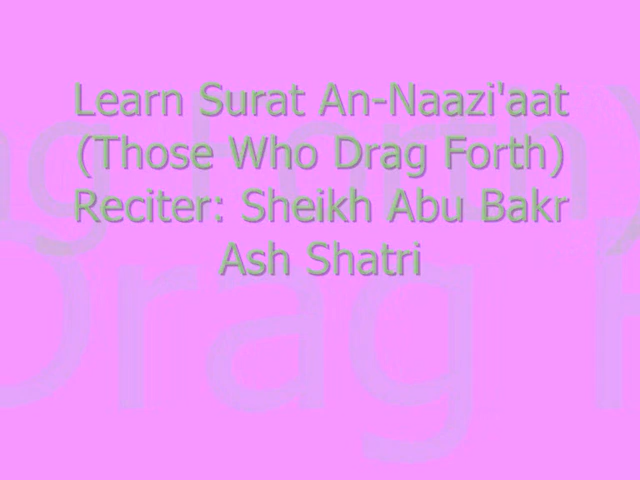 Learn Surat An-Naazi'aat
(Those Who Drag Forth)
Reciter: Sheikh Abu Bakr
Ash Shatri